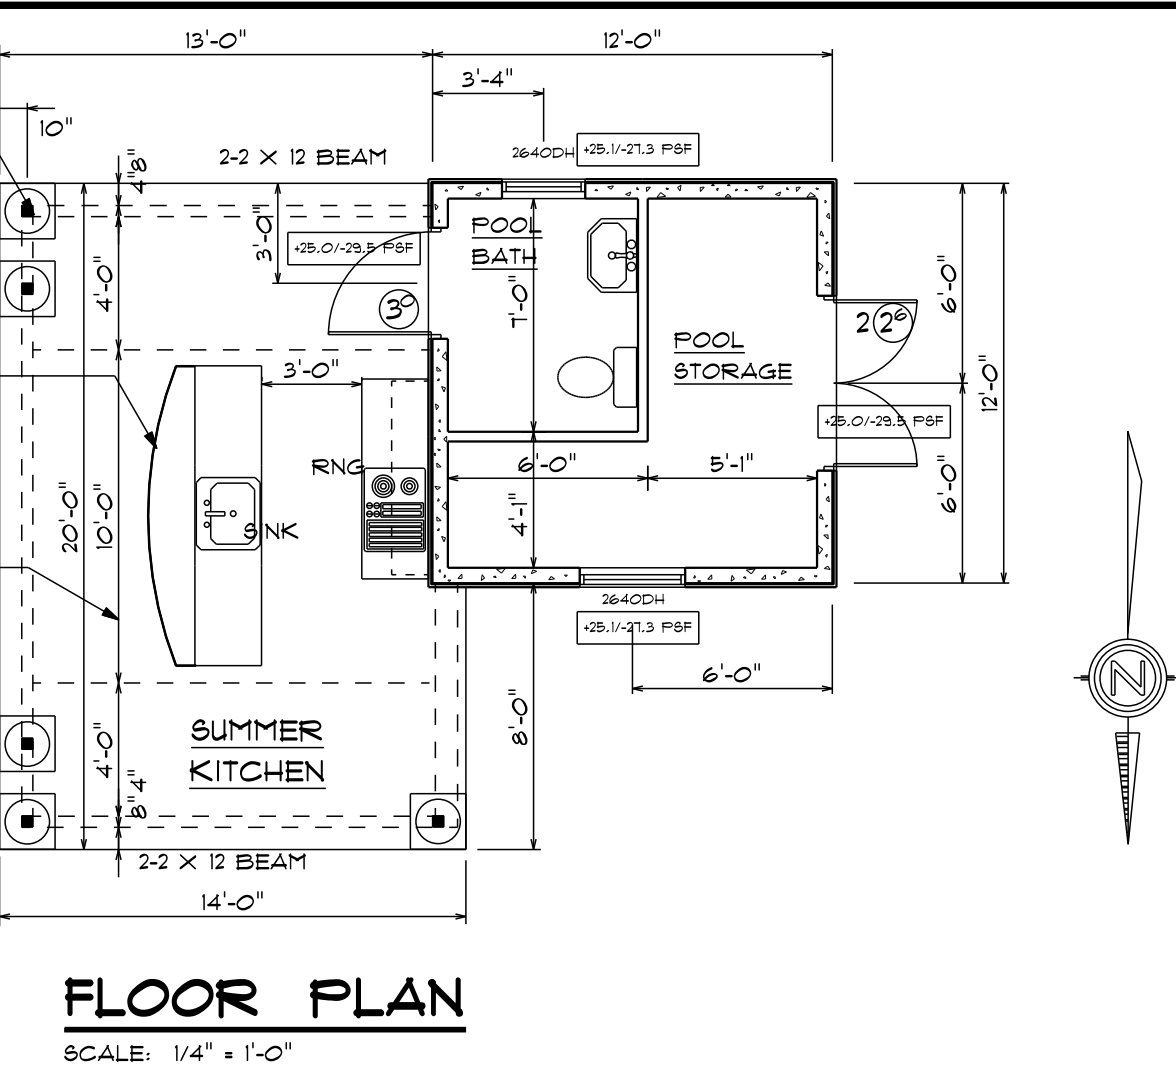 13'-0"
12'-0"
3'-4"
10"
4"
8"
2-2 X 12 BEAM
2640DH
+25.1/-27.3 PSF
3'-0"
+25.0/-29.5 PSF
POOL
BATH
7'-0"
4'-0"
3⁰
POOL
STORAGE
2 2⁶
6'-0"
12'-0"
+25.0/-29.5 PSF
3'-0"
RNG
6'-0"
5'-1"
6'-0"
4'-1"
20'-0"
10'-0"
SINK
2640DH
+25.1/-27.3 PSF
6'-0"
N
8'-0"
4'-0"
SUMMER
KITCHEN
8"
4"
2-2 X 12 BEAM
14'-0"
FLOOR PLAN
SCALE: 1/4" = 1'-0"